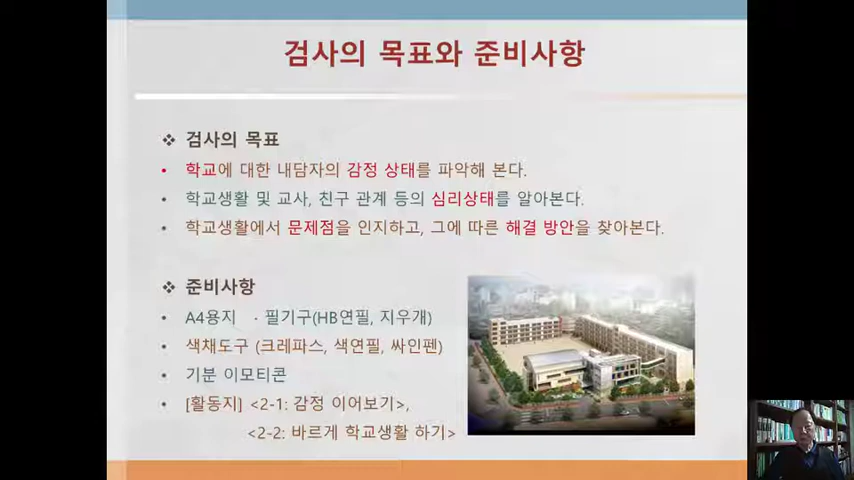 검사의 목표와 준비사항
❖ 검사의 목표
• 학교에 대한 내담자의 감정 상태를 파악해 본다.
• 학교생활 및 교사, 친구 관계 등의 심리상태를 알아본다.
• 학교생활에서 문제점을 인지하고, 그에 따른 해결 방안을 찾아본다.
❖ 준비사항
• A4용지 · 필기구(HB연필, 지우개)
• 색채도구 (크레파스, 색연필, 싸인펜)
• 기분 이모티콘
• [활동지] <2-1: 감정 이어보기>,
<2-2: 바르게 학교생활 하기>